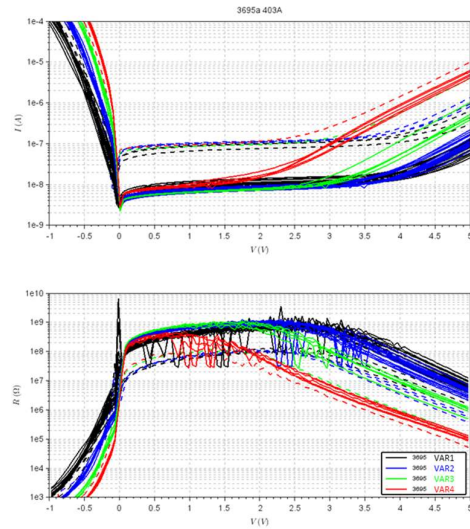 3695a 403A
I (A)
1e-4
1e-5
1e-6
1e-7
1e-8
1e-9
-1 -0.5 0 0.5 1 1.5 2 2.5 3 3.5 4 4.5 5
V (V)
R (Ω)
1e10
1e9
1e8
1e7
1e6
1e5
1e4
1e3
3695 VAR1
3695 VAR2
3695 VAR3
3695 VAR4
-1 -0.5 0 0.5 1 1.5 2 2.5 3 3.5 4 4.5 5
V (V)